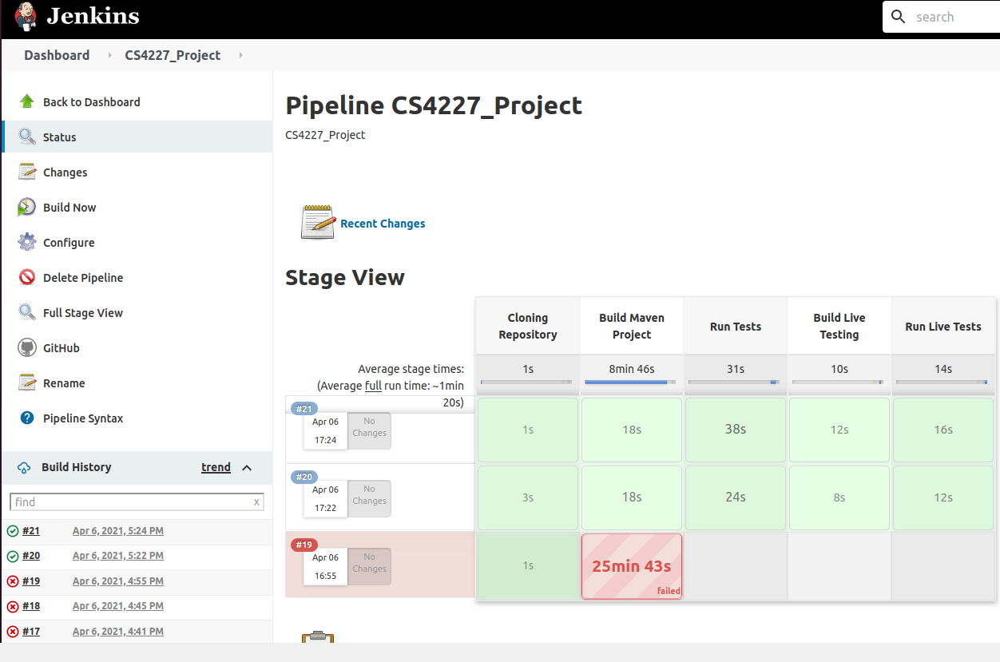 Jenkins
search
Dashboard
CS4227_Project
Back to Dashboard
Status
Changes
Build Now
Configure
Delete Pipeline
Full Stage View
GitHub
Rename
? Pipeline Syntax
Build History
trend
find
x
#21 Apr 6, 2021, 5:24 PM
#20 Apr 6, 2021, 5:22 PM
#19 Apr 6, 2021, 4:55 PM
#18 Apr 6, 2021, 4:45 PM
#17 Apr 6, 2021, 4:41 PM
Pipeline CS4227_Project
CS4227_Project
Recent Changes
Stage View
Cloning
Repository
Build Maven
Project
Run Tests
Build Live
Testing
Run Live Tests
Average stage times:
(Average full run time: ~1min
20s)
1s
8min 46s
31s
10s
14s
#21
Apr 06
17:24
No
Changes
1s
18s
38s
12s
16s
#20
Apr 06
17:22
No
Changes
3s
18s
24s
8s
12s
#19
Apr 06
16:55
No
Changes
1s
25min 43s
failed